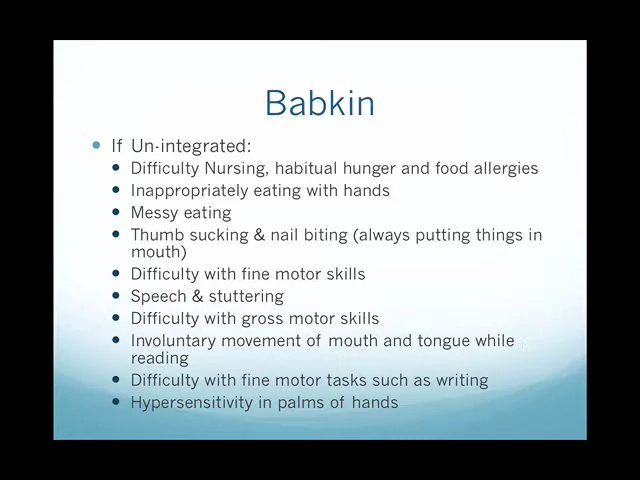 Babkin
• If Un-integrated:
• Difficulty Nursing, habitual hunger and food allergies
• Inappropriately eating with hands
• Messy eating
• Thumb sucking & nail biting (always putting things in
mouth)
• Difficulty with fine motor skills
• Speech & stuttering
• Difficulty with gross motor skills
• Involuntary movement of mouth and tongue while
reading
• Difficulty with fine motor tasks such as writing
• Hypersensitivity in palms of hands